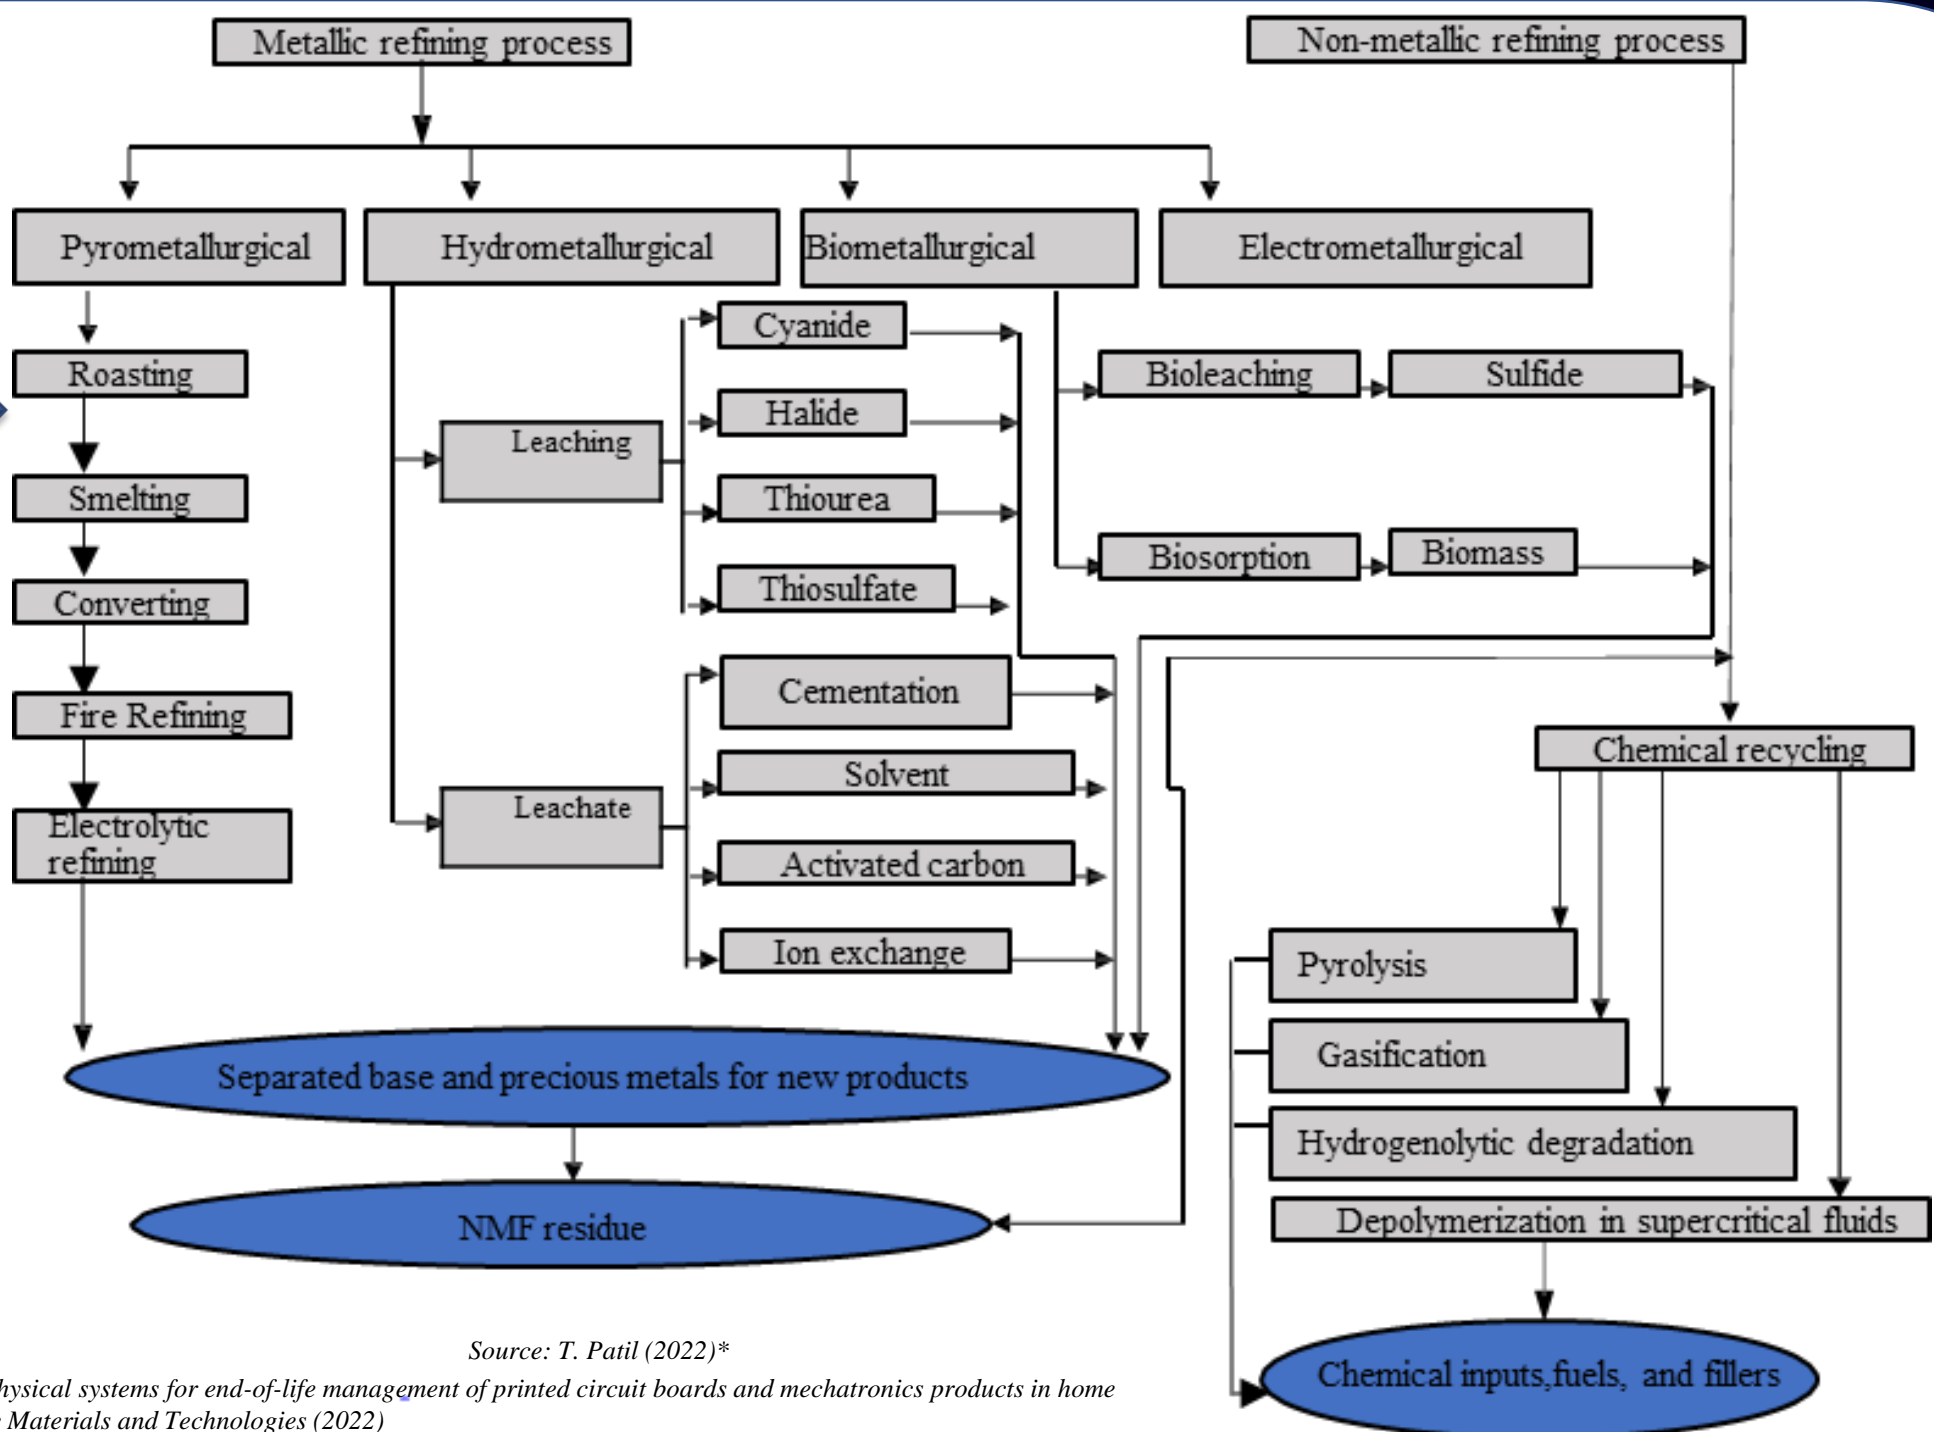 Metallic refining process
Non-metallic refining process
Pyrometallurgical
Hydrometallurgical
Biometallurgical
Electrometallurgical
Roasting
Smelting
Converting
Fire Refining
Electrolytic
refining
Leaching
Cyanide
Halide
Thiourea
Thiosulfate
Leachate
Cementation
Solvent
Activated carbon
Ion exchange
Bioleaching
Sulfide
Biosorption
Biomass
Chemical recycling
Pyrolysis
Gasification
Hydrogenolytic degradation
Depolymerization in supercritical fluids
Separated base and precious metals for new products
NMF residue
Chemical inputs,fuels, and fillers
Source: T. Patil (2022)*
hysical systems for end-of-life management of printed circuit boards and mechatronics products in home
Materials and Technologies (2022)